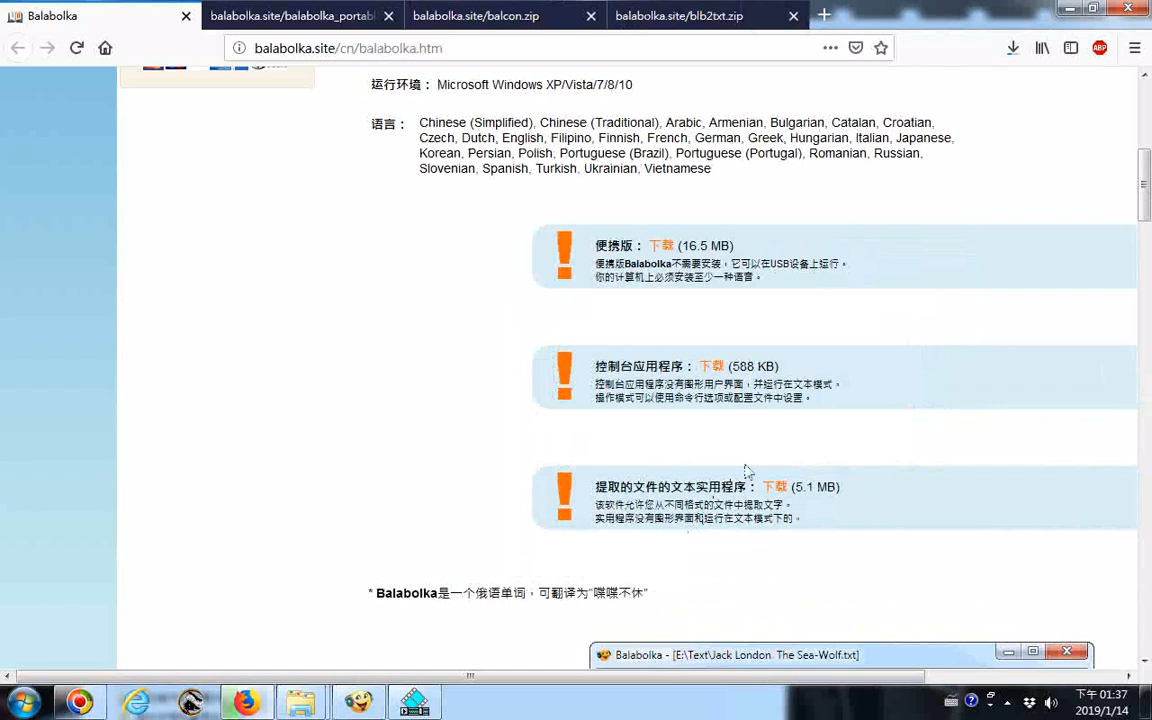 Balabolka
balabolka.site/balabolka_portabl
balabolka.site/balcon.zip
balabolka.site/blb2txt.zip
balabolka.site/cn/balabolka.htm
ABP
运行环境： Microsoft Windows XP/Vista/7/8/10
语言： Chinese (Simplified), Chinese (Traditional), Arabic, Armenian, Bulgarian, Catalan, Croatian,
Czech, Dutch, English, Filipino, Finnish, French, German, Greek, Hungarian, Italian, Japanese,
Korean, Persian, Polish, Portuguese (Brazil), Portuguese (Portugal), Romanian, Russian,
Slovenian, Spanish, Turkish, Ukrainian, Vietnamese
便携版： 下载 (16.5 MB)
便携版Balabolka不需要安装，它可以在USB设备上运行。
你的计算机上必须安装至少一种语音。
控制台应用程序： 下载 (588 KB)
控制台应用程序没有图形用户界面，并运行在文本模式。
操作模式可以使用命令行选项或配置文件中设置。
提取的文件的文本实用程序： 下载 (5.1 MB)
该软件允许您从不同格式的文件中提取文字。
实用程序没有图形界面和运行在文本模式下的。
* Balabolka是一个俄语单词，可翻译为“喋喋不休”
Balabolka - [E:\Text\Jack London. The Sea-Wolf.txt]
下午 01:37
2019/1/14